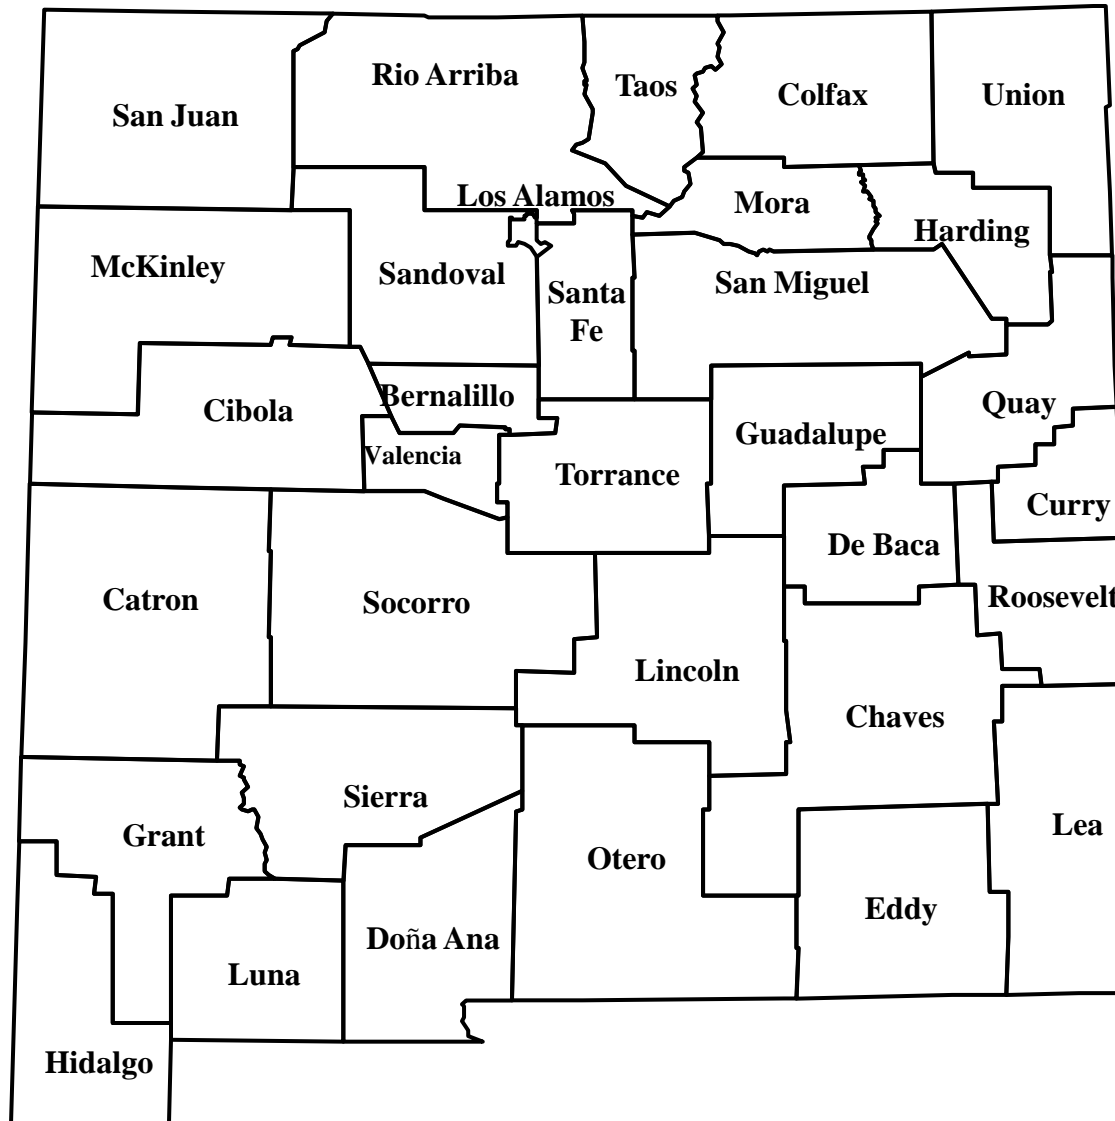 Rio Arriba
Taos
Colfax
Union
San Juan
Los Alamos
Mora
Harding
McKinley
Sandoval
Santa
Fe
San Miguel
Bernalillo
Cibola
Quay
Guadalupe
Valencia
Torrance
Curry
De Baca
Catron
Socorro
Roosevelt
Lincoln
Chaves
Sierra
Grant
Lea
Otero
Eddy
Doña Ana
Luna
Hidalgo